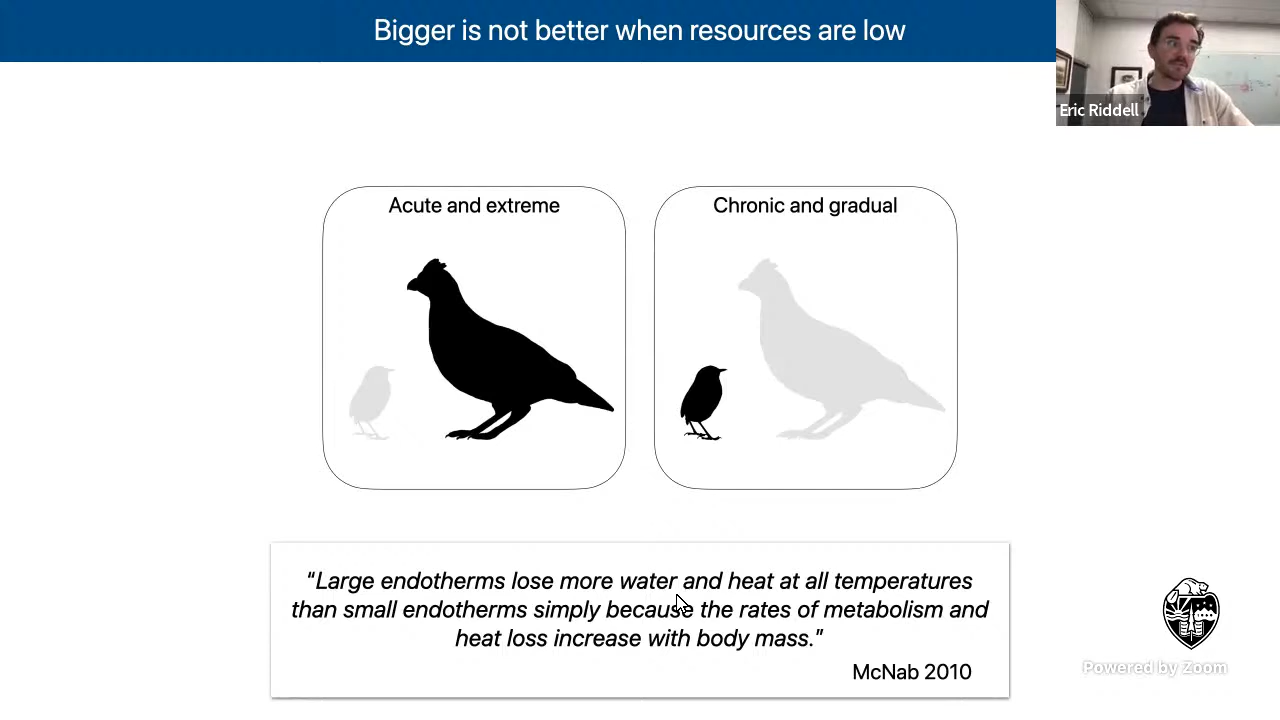 Bigger is not better when resources are low
Eric Riddell
Acute and extreme
Chronic and gradual
"Large endotherms lose more water and heat at all temperatures
than small endotherms simply because the rates of metabolism and
heat loss increase with body mass."
McNab 2010
Powered by Zoom